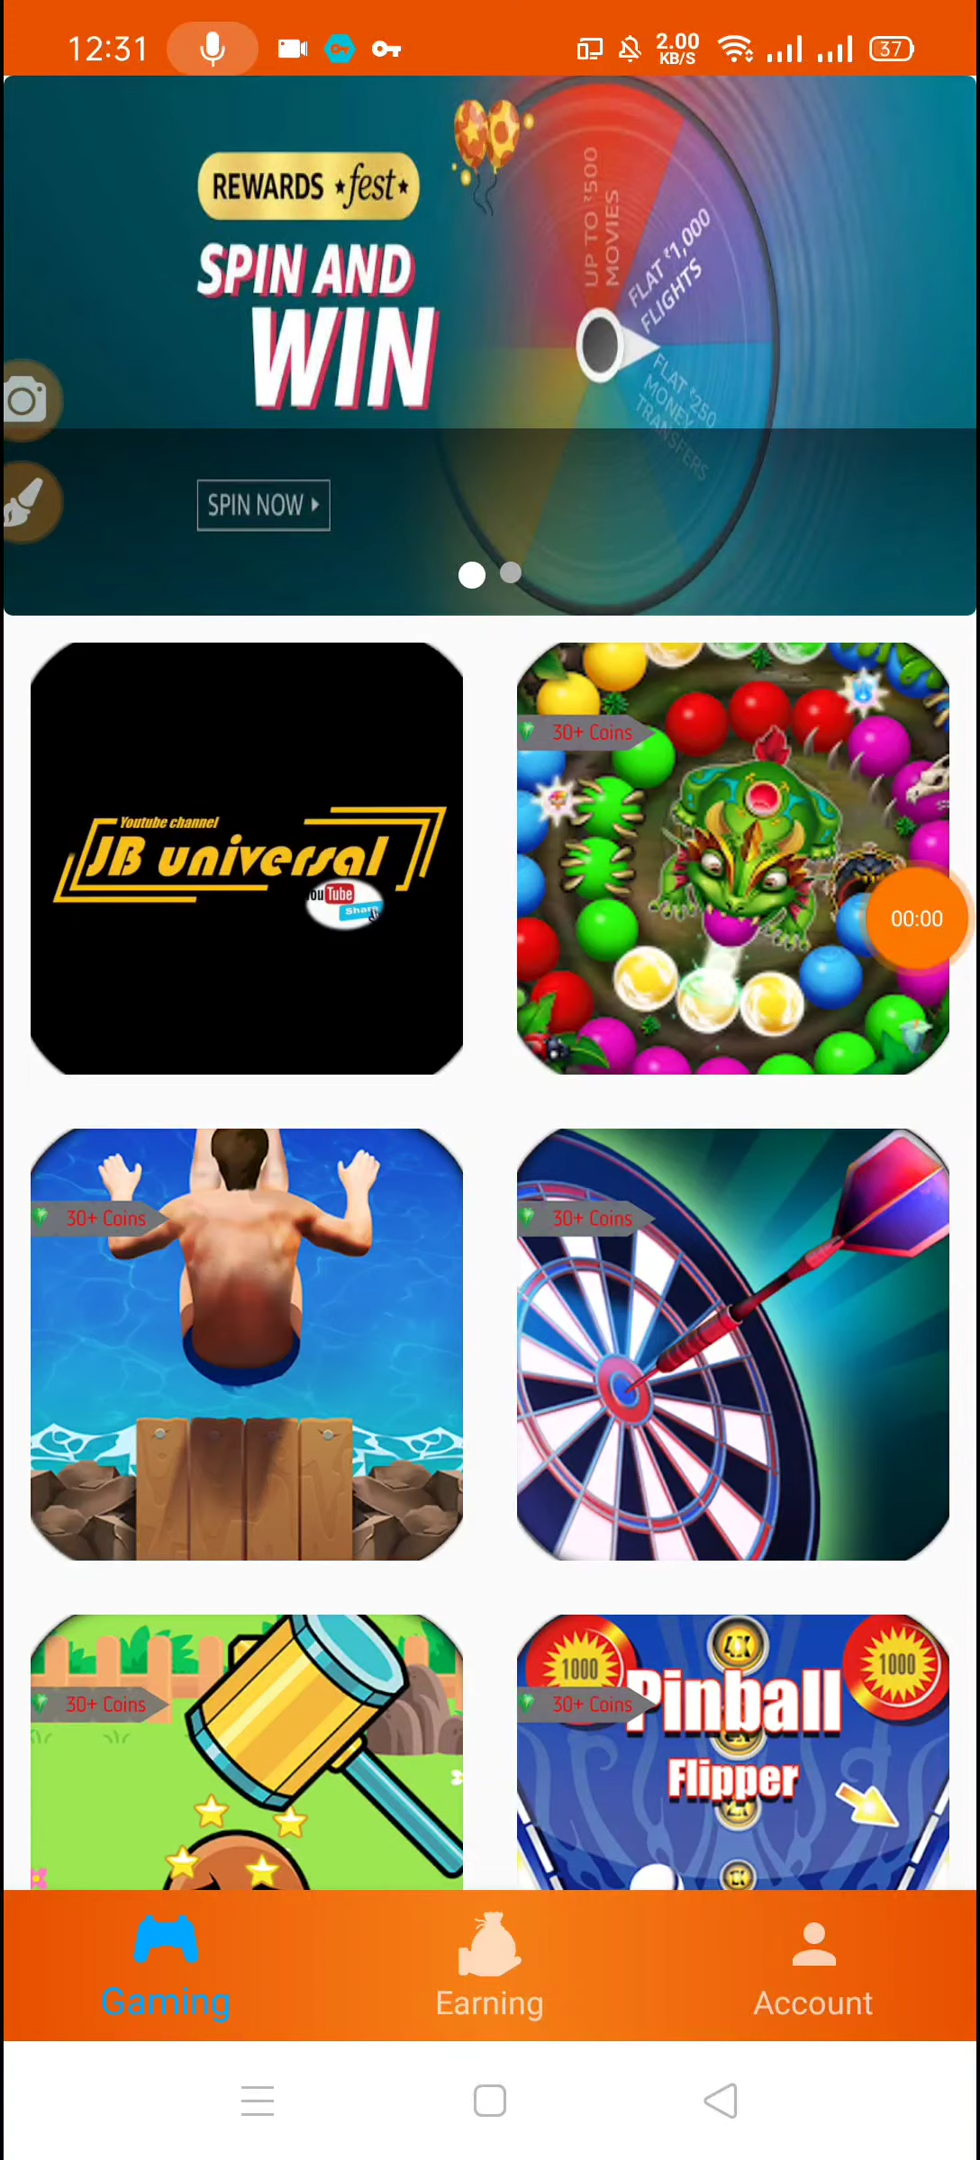 12:31
2.00
KB/S
37
REWARDS fest
SPIN AND
WIN
UP TO ₹500
MOVIES
FLAT ₹1,000
FLIGHTS
FLAT ₹250
MONEY
TRANSFERS
SPIN NOW
Youtube channel
JB universal
YouTube
Share
30+ Coins
00:00
30+ Coins
30+ Coins
30+ Coins
30+ Coins
1000
1000
Pinball
Flipper
Gaming
Earning
Account